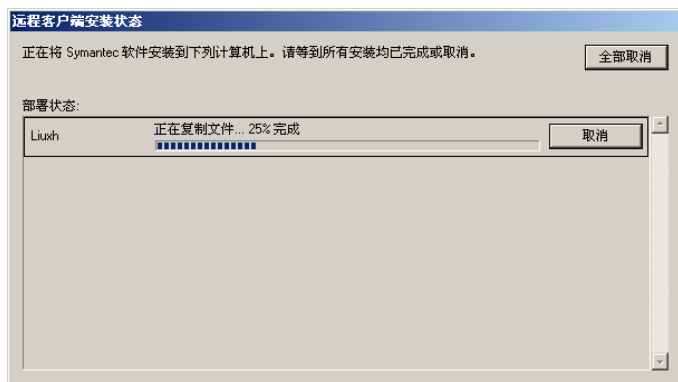 远程客户端安装状态
正在将 Symantec 软件安装到下列计算机上。请等到所有安装均已完成或取消。
全部取消
部署状态:
Liuxh
正在复制文件... 25% 完成
取消